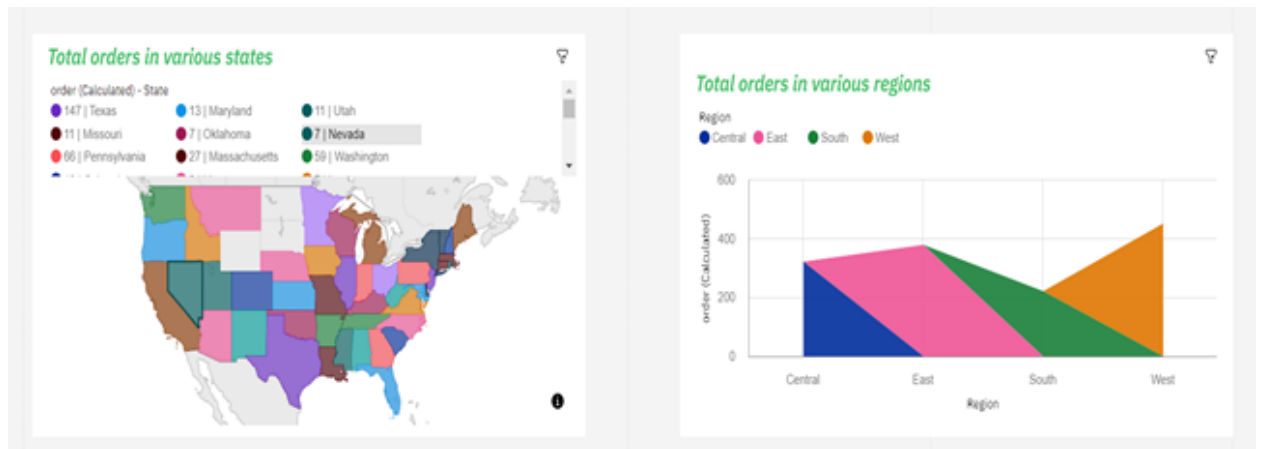 Total orders in various states
order (Calculated) - State
147 | Texas 13 | Maryland 11 | Utah
11 | Missouri 7 | Oklahoma 7 | Nevada
66 | Pennsylvania 27 | Massachusetts 59 | Washington
Total orders in various regions
Region
Central East South West
600
400
200
0
order (Calculated)
Central East South West
Region